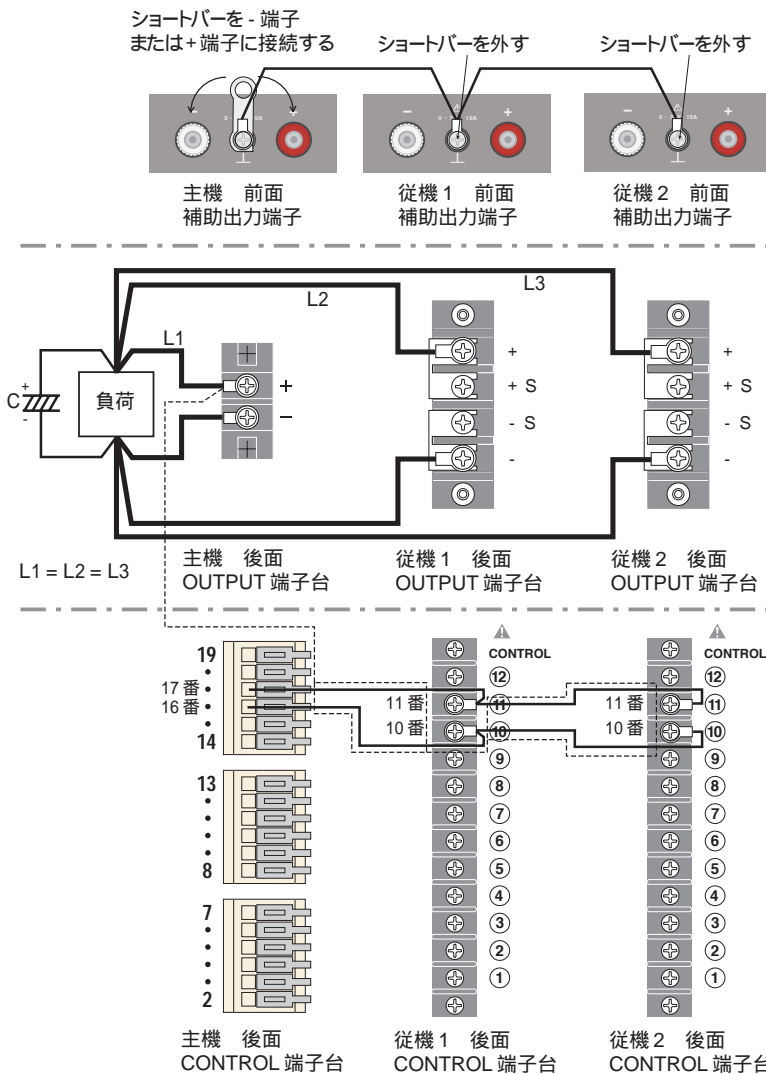 ショートバーを - 端子
または+端子に接続する
ショートバーを外す
ショートバーを外す
- + 
- 10A +
- 10A +
主機 前面
補助出力端子
従機1 前面
補助出力端子
従機2 前面
補助出力端子
L1
L2
L3
C
+
-
負荷
+
-
+
+ S
- S
-
+
+ S
- S
-
L1 = L2 = L3
主機 後面
OUTPUT 端子台
従機1 後面
OUTPUT 端子台
従機2 後面
OUTPUT 端子台
19
17 番
16 番
14
13
8
7
2
CONTROL
⑫
11 番 ⑪
10 番 ⑩
⑨
⑧
⑦
⑥
⑤
④
③
②
①
CONTROL
⑫
11 番 ⑪
10 番 ⑩
⑨
⑧
⑦
⑥
⑤
④
③
②
①
主機 後面
CONTROL 端子台
従機1 後面
CONTROL 端子台
従機2 後面
CONTROL 端子台